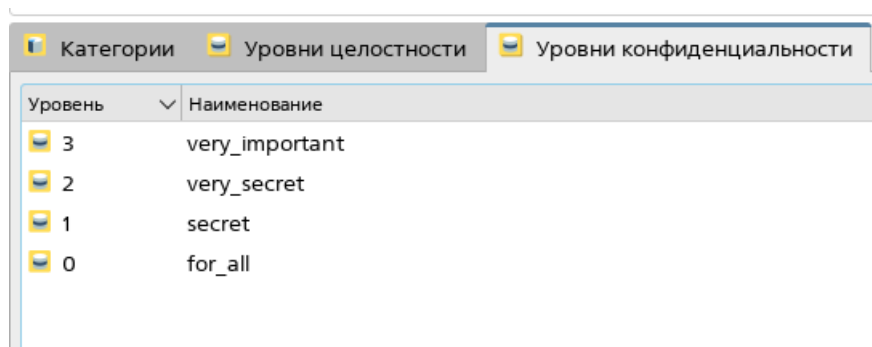 Категории Уровни целостности Уровни конфиденциальности
Уровень Наименование
3 very_important
2 very_secret
1 secret
0 for_all